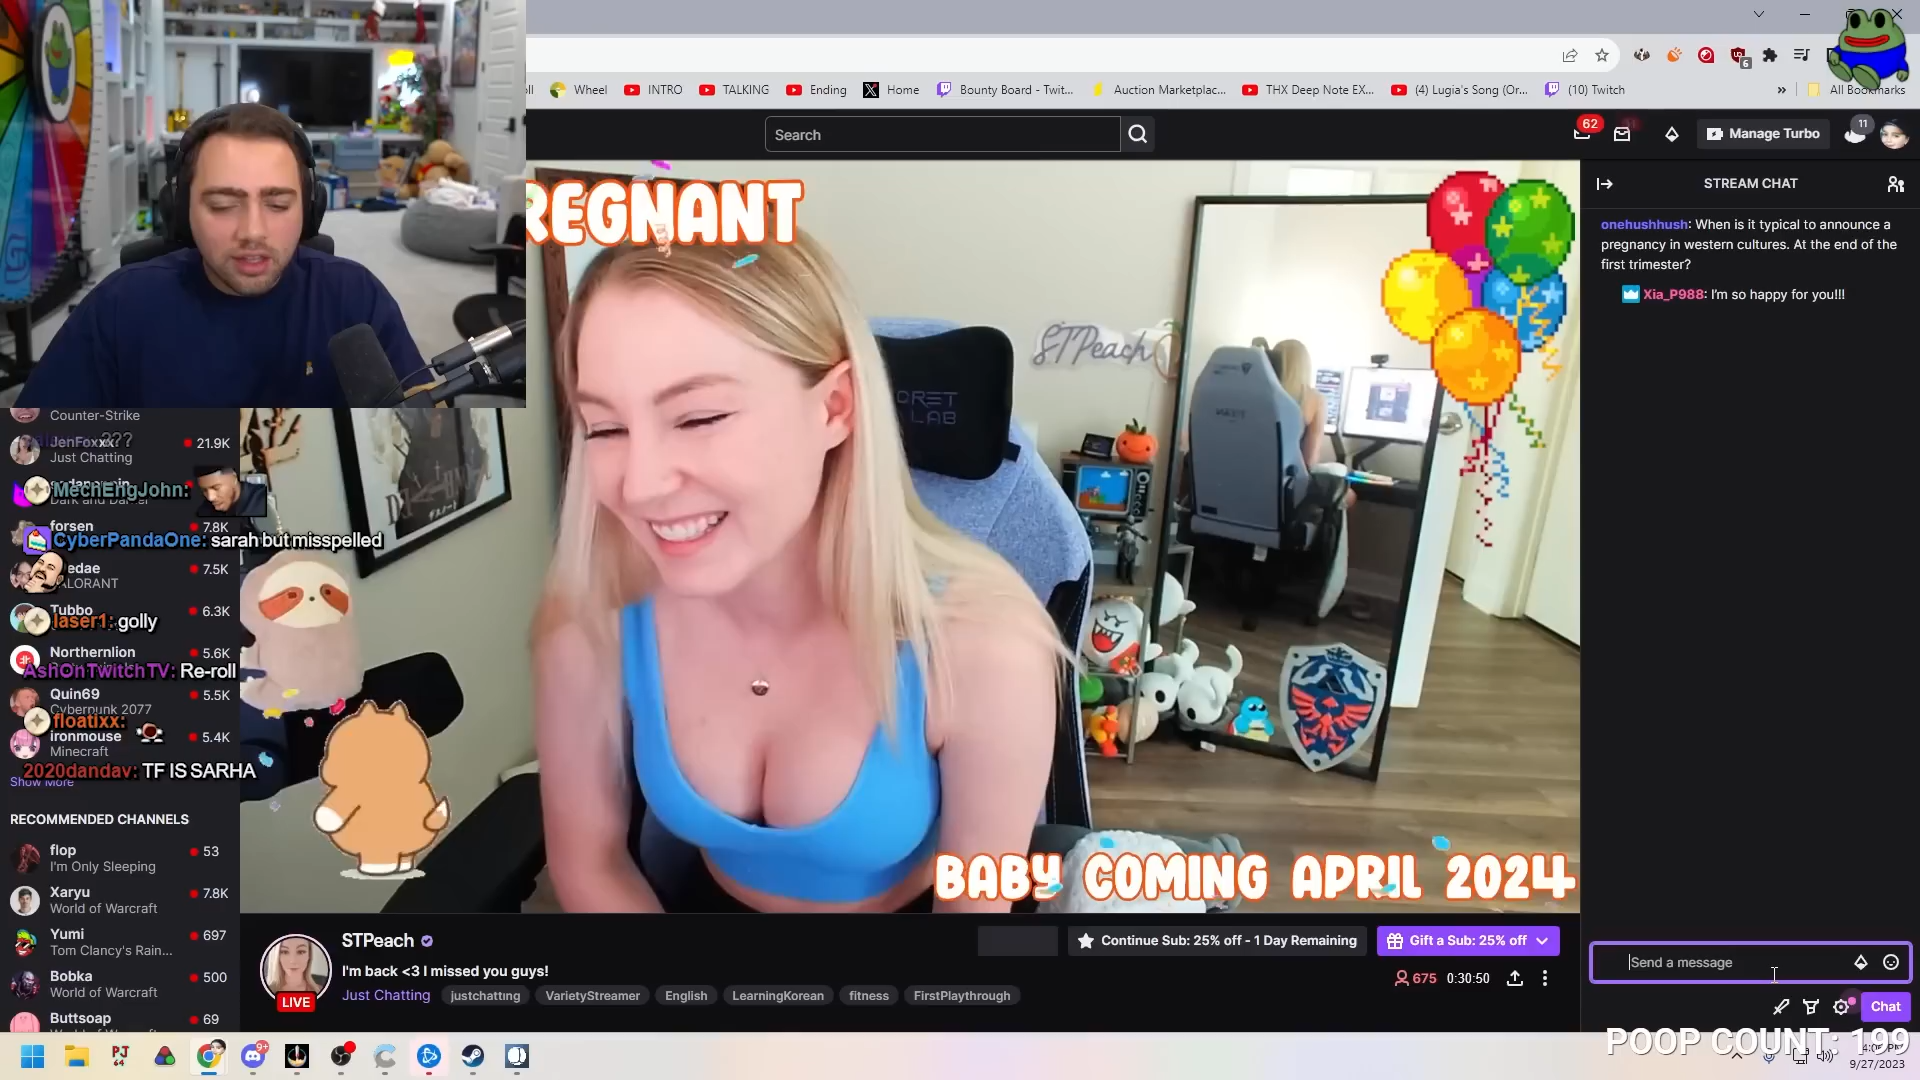 Wheel
INTRO
TALKING
Ending
Home
Bounty Board - Twit...
Auction Marketplac...
THX Deep Note EX...
(4) Lugia's Song (Or...
(10) Twitch
»
All Bookmarks
6
Search
62
Manage Turbo
11
REGNANT
STREAM CHAT
onehushhush: When is it typical to announce a
pregnancy in western cultures. At the end of the
first trimester?
Xia_P988: I'm so happy for you!!!
STPeach
CRET
LAB
Counter-Strike
JenFoxxx
???
21.9K
Just Chatting
MechEngJohn:
forsen
7.8K
CyberPandaOne: sarah but misspelled
7.5K
Tubbo
6.3K
laser1: golly
Northernlion
5.6K
AshOnTwitchTV: Re-roll
Quin69
5.5K
Cyberpunk 2077
floatixx:
ironmouse
5.4K
Minecraft
2020dandav: TF IS SARHA
Show More
RECOMMENDED CHANNELS
flop
53
I'm Only Sleeping
Xaryu
7.8K
World of Warcraft
Yumi
697
Tom Clancy's Rain...
Bobka
500
World of Warcraft
Buttsoap
69
BABY COMING APRIL 2024
STPeach
I'm back <3 I missed you guys!
Just Chatting
justchatting
VarietyStreamer
English
LearningKorean
fitness
FirstPlaythrough
LIVE
Continue Sub: 25% off - 1 Day Remaining
Gift a Sub: 25% off
675
0:30:50
Send a message
Chat
POOP COUNT: 199
PJ
64
9+
9/27/2023